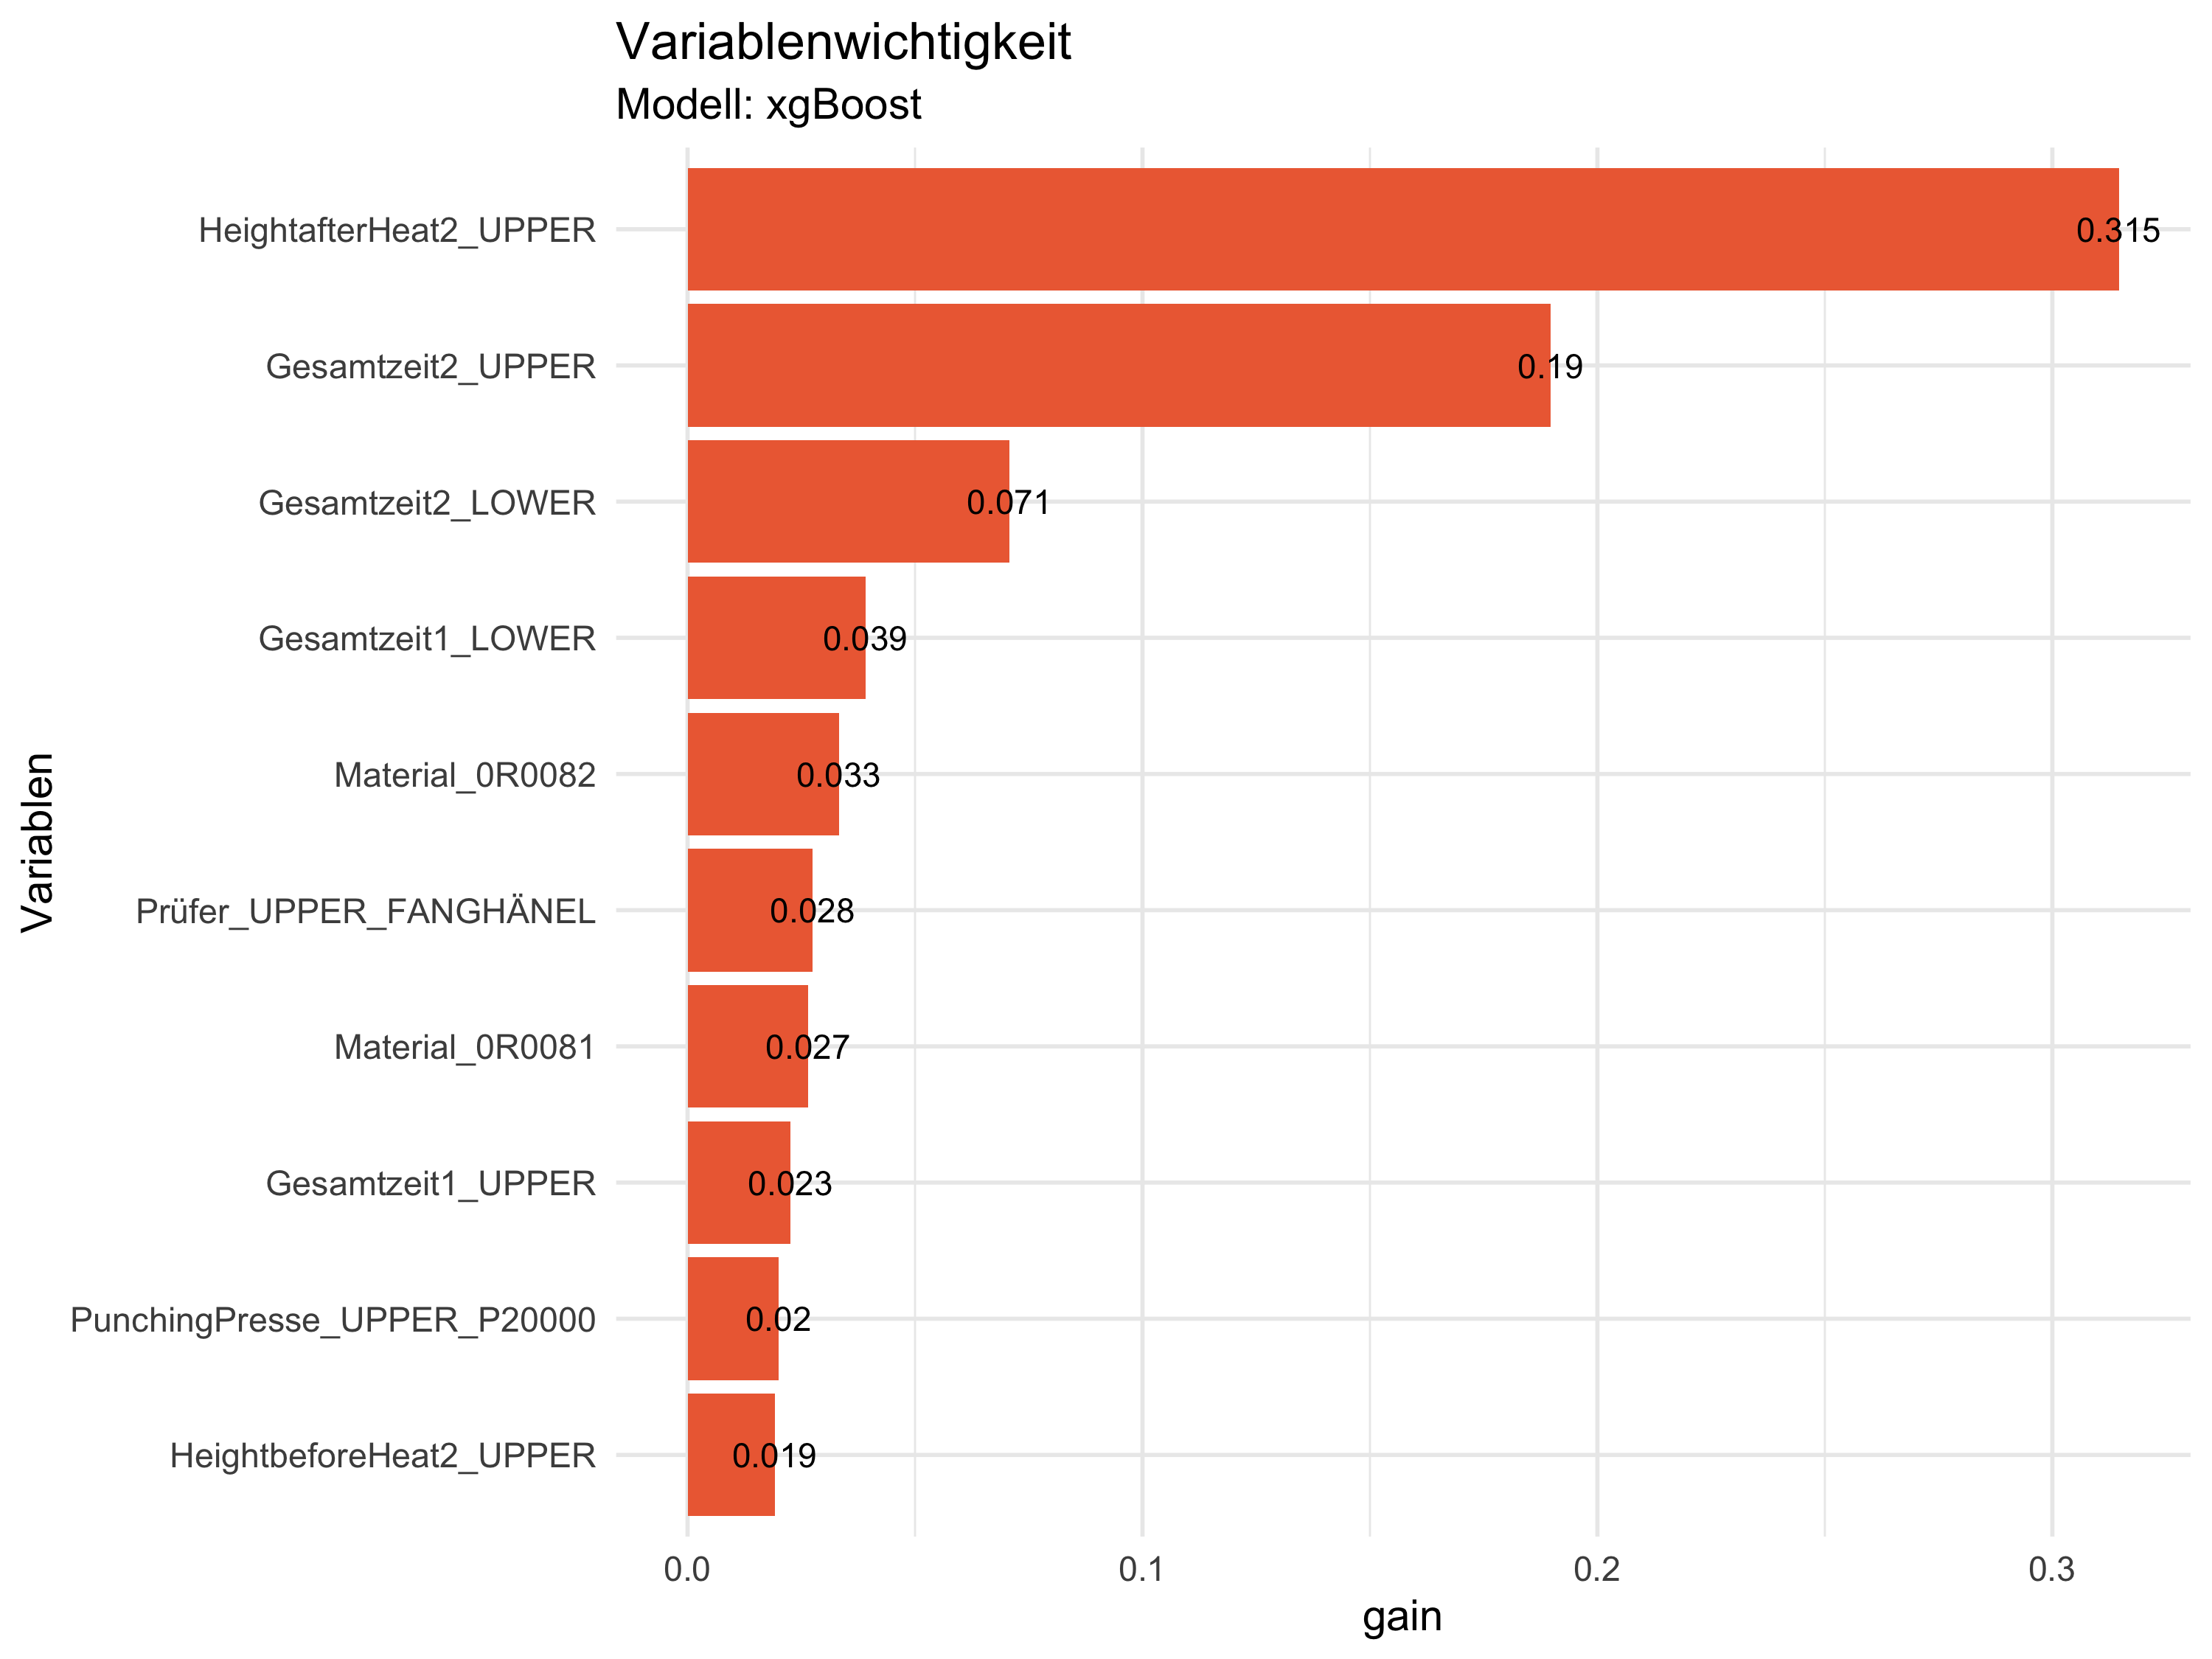 Variablenwichtigkeit
Modell: xgBoost
HeightafterHeat2_UPPER 0.315
Gesamtzeit2_UPPER 0.19
Gesamtzeit2_LOWER 0.071
Gesamtzeit1_LOWER 0.039
Material_0R0082 0.033
Prüfer_UPPER_FANGHÄNEL 0.028
Material_0R0081 0.027
Gesamtzeit1_UPPER 0.023
PunchingPresse_UPPER_P20000 0.02
HeightbeforeHeat2_UPPER 0.019
Variablen
0.0 0.1 0.2 0.3
gain